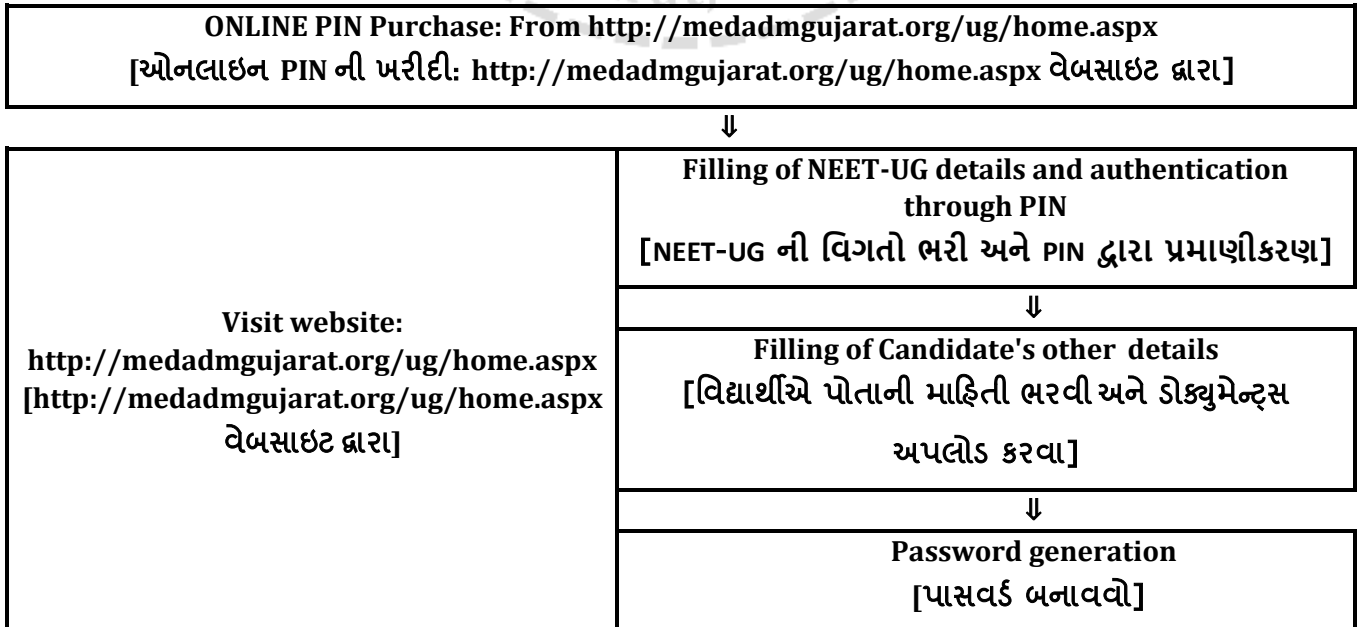 ONLINE PIN Purchase: From http://medadmgujarat.org/ug/home.aspx
[ઓનલાઇન PIN ની ખરીદી: http://medadmgujarat.org/ug/home.aspx વેબસાઇટ દ્વારા]
⇓
Visit website:
http://medadmgujarat.org/ug/home.aspx
[http://medadmgujarat.org/ug/home.aspx
વેબસાઇટ દ્વારા]
Filling of NEET-UG details and authentication
through PIN
[NEET-UG ની વિગતો ભરી અને PIN દ્વારા પ્રમાણીકરણ]
⇓
Filling of Candidate's other details
[વિદ્યાર્થીએ પોતાની માહિતી ભરવી અને ડોક્યુમેન્ટ્સ
અપલોડ કરવા]
⇓
Password generation
[પાસવર્ડ બનાવવો]